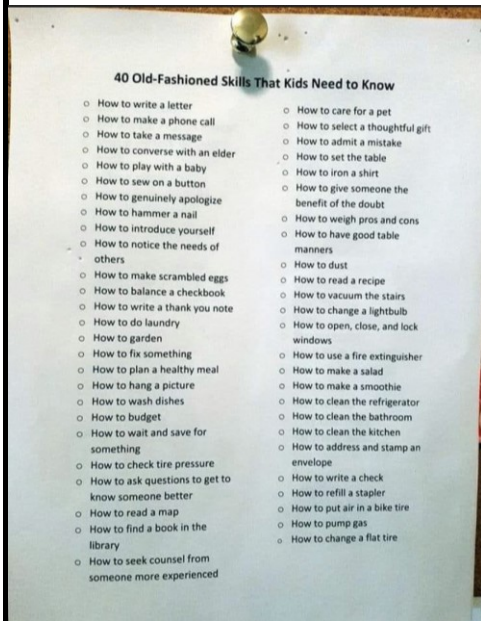 40 Old-Fashioned Skills That Kids Need to Know
o How to write a letter
o How to make a phone call
o How to take a message
o How to converse with an elder
o How to play with a baby
o How to sew on a button
o How to genuinely apologize
o How to hammer a nail
o How to introduce yourself
o How to notice the needs of
others
o How to make scrambled eggs
o How to balance a checkbook
o How to write a thank you note
o How to do laundry
o How to garden
o How to fix something
o How to plan a healthy meal
o How to hang a picture
o How to wash dishes
o How to budget
o How to wait and save for
something
o How to check tire pressure
o How to ask questions to get to
know someone better
o How to read a map
o How to find a book in the
library
o How to seek counsel from
someone more experienced
o How to care for a pet
o How to select a thoughtful gift
o How to admit a mistake
o How to set the table
o How to iron a shirt
o How to give someone the
benefit of the doubt
o How to weigh pros and cons
o How to have good table
manners
o How to dust
o How to read a recipe
o How to vacuum the stairs
o How to change a lightbulb
o How to open, close, and lock
windows
o How to use a fire extinguisher
o How to make a salad
o How to make a smoothie
o How to clean the refrigerator
o How to clean the bathroom
o How to clean the kitchen
o How to address and stamp an
envelope
o How to write a check
o How to refill a stapler
o How to put air in a bike tire
o How to pump gas
o How to change a flat tire